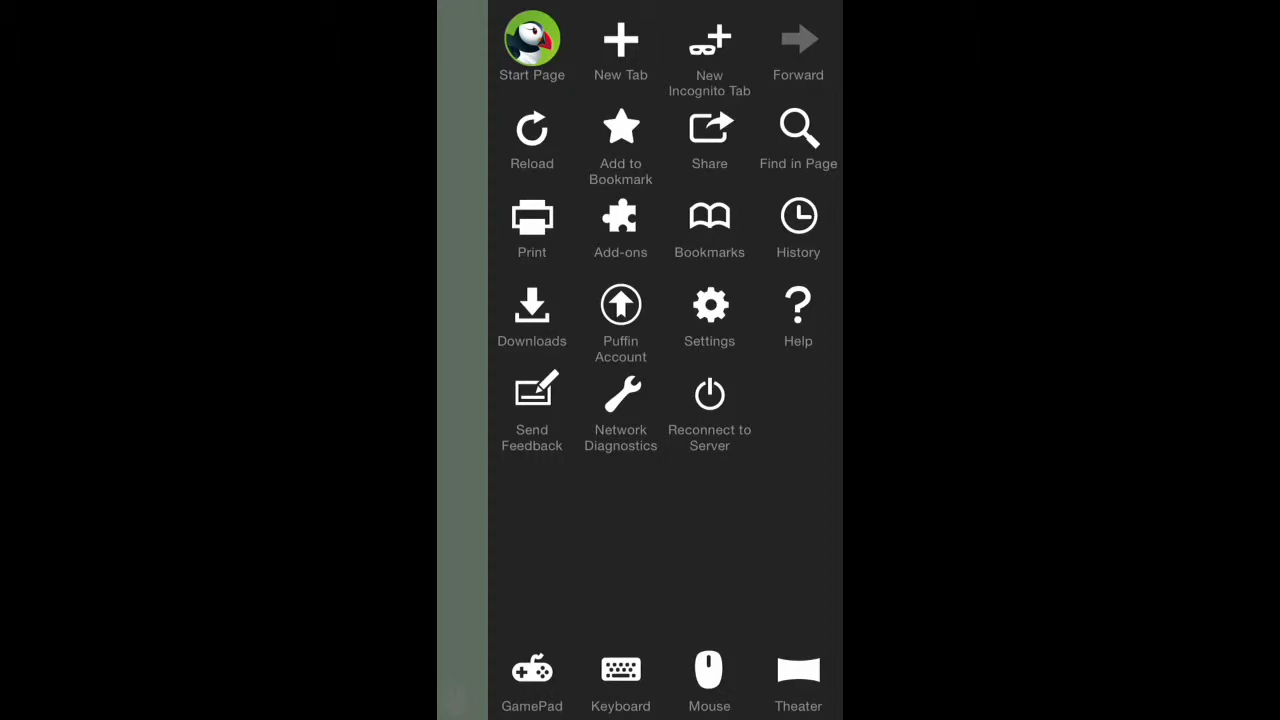 Start Page
New Tab
New
Incognito Tab
Forward
Reload
Add to
Bookmark
Share
Find in Page
Print
Add-ons
Bookmarks
History
Downloads
Puffin
Account
Settings
Help
Send
Feedback
Network
Diagnostics
Reconnect to
Server
GamePad
Keyboard
Mouse
Theater